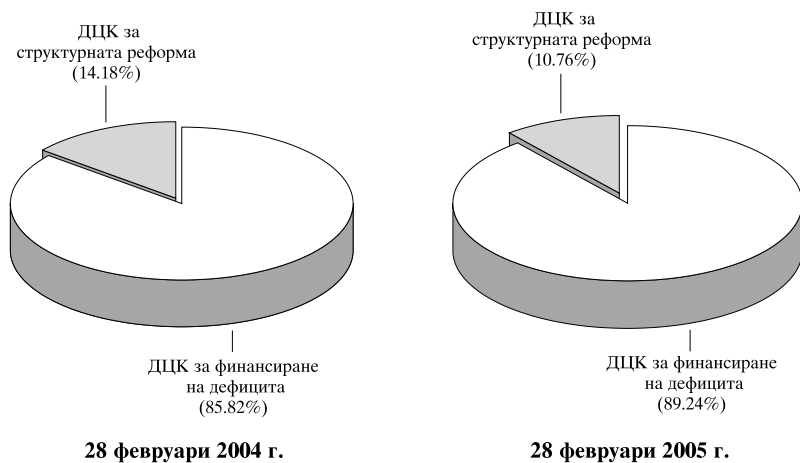 ДЦК за
структурната реформа
(14.18%)
ДЦК за финансиране
на дефицита
(85.82%)
28 февруари 2004 г.
ДЦК за
структурната реформа
(10.76%)
ДЦК за финансиране
на дефицита
(89.24%)
28 февруари 2005 г.